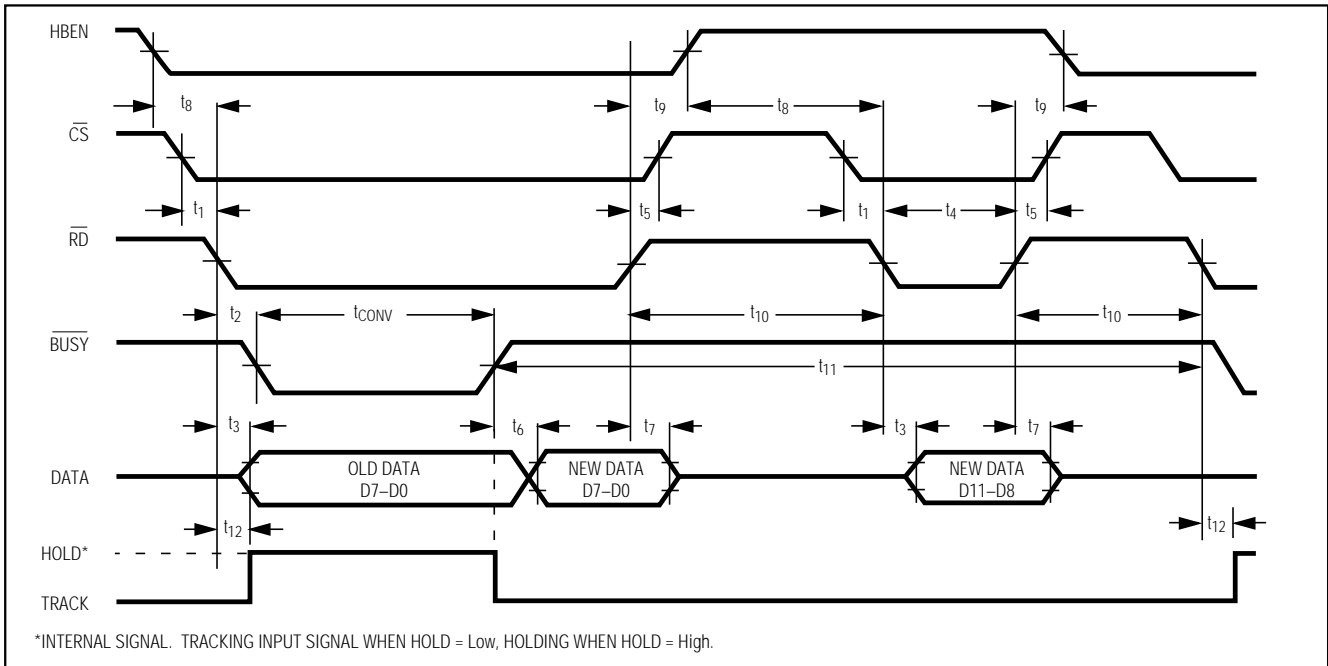 HBEN
t8 t9 t8 t9
CS
t1 t5 t1 t4 t5
RD
t2 tCONV t10 t10
BUSY
t11
t3 t6 t7 t3 t7
DATA
OLD DATA
D7–D0
NEW DATA
D7–D0
NEW DATA
D11–D8
t12 t12
HOLD*
TRACK
*INTERNAL SIGNAL. TRACKING INPUT SIGNAL WHEN HOLD = Low, HOLDING WHEN HOLD = High.